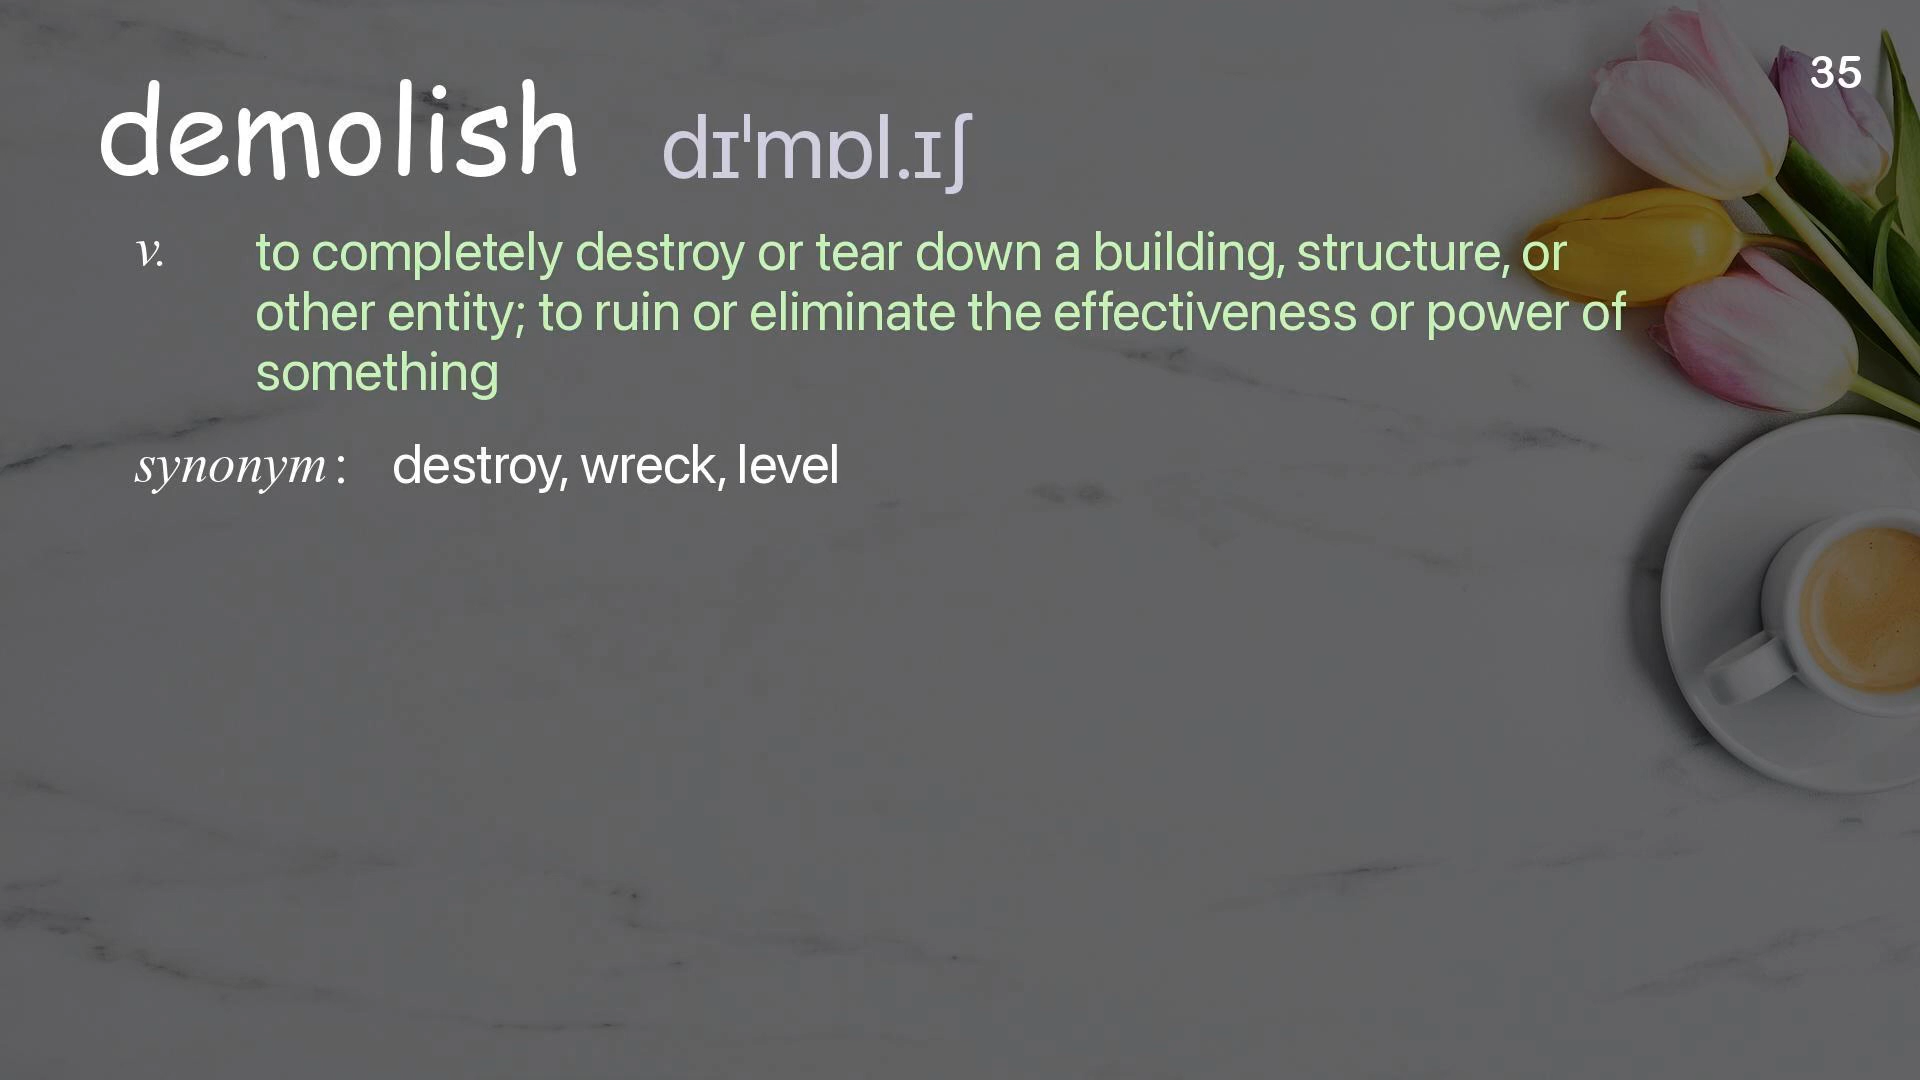 35
demolish dɪˈmɒl.ɪʃ
v. to completely destroy or tear down a building, structure, or
other entity; to ruin or eliminate the effectiveness or power of
something
synonym: destroy, wreck, level